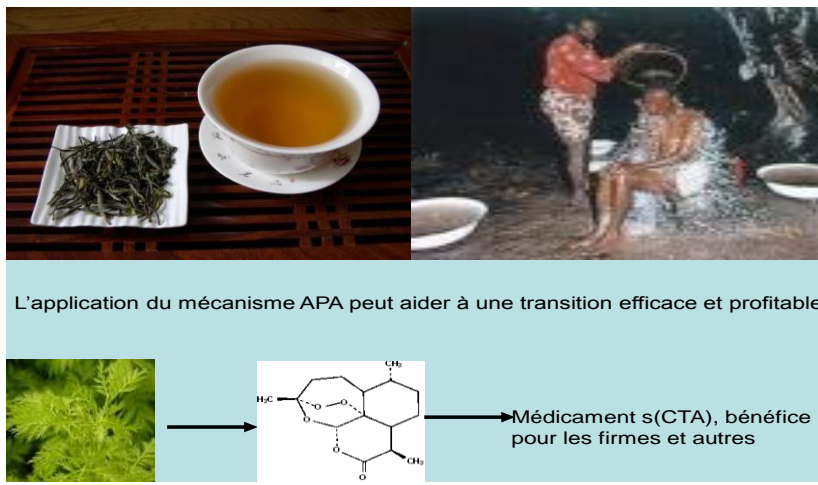 L'application du mécanisme APA peut aider à une transition efficace et profitable
CH₃
H₃C
O
O
O
O
O
CH₃
Médicament s(CTA), bénéfice
pour les firmes et autres